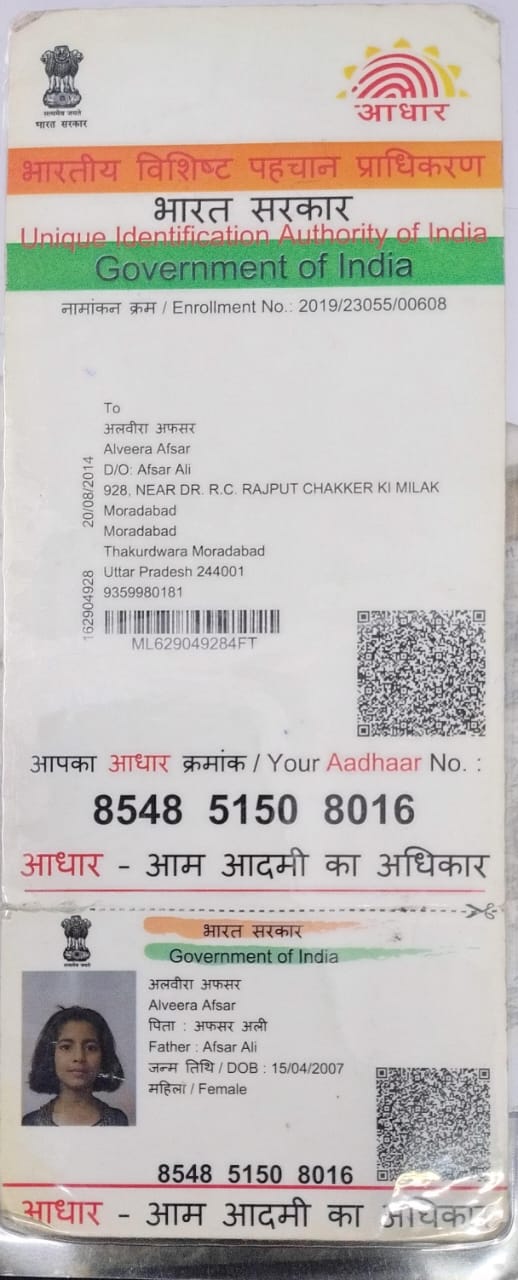 सत्यमेव जयते
भारत सरकार
आधार
भारतीय विशिष्ट पहचान प्राधिकरण
भारत सरकार
Unique Identification Authority of India
Government of India
नामांकन क्रम / Enrollment No.: 2019/23055/00608
To
अलवीरा अफसर
Alveera Afsar
D/O: Afsar Ali
928, NEAR DR. R.C. RAJPUT CHAKKER KI MILAK
Moradabad
Moradabad
Thakurdwara Moradabad
Uttar Pradesh 244001
9359980181
20/08/2014
162904928
ML629049284FT
आपका आधार क्रमांक / Your Aadhaar No. :
8548 5150 8016
आधार - आम आदमी का अधिकार
भारत सरकार
Government of India
सत्यमेव जयते
अलवीरा अफसर
Alveera Afsar
पिता : अफसर अली
Father : Afsar Ali
जन्म तिथि / DOB : 15/04/2007
महिला / Female
8548 5150 8016
आधार - आम आदमी का अधिकार